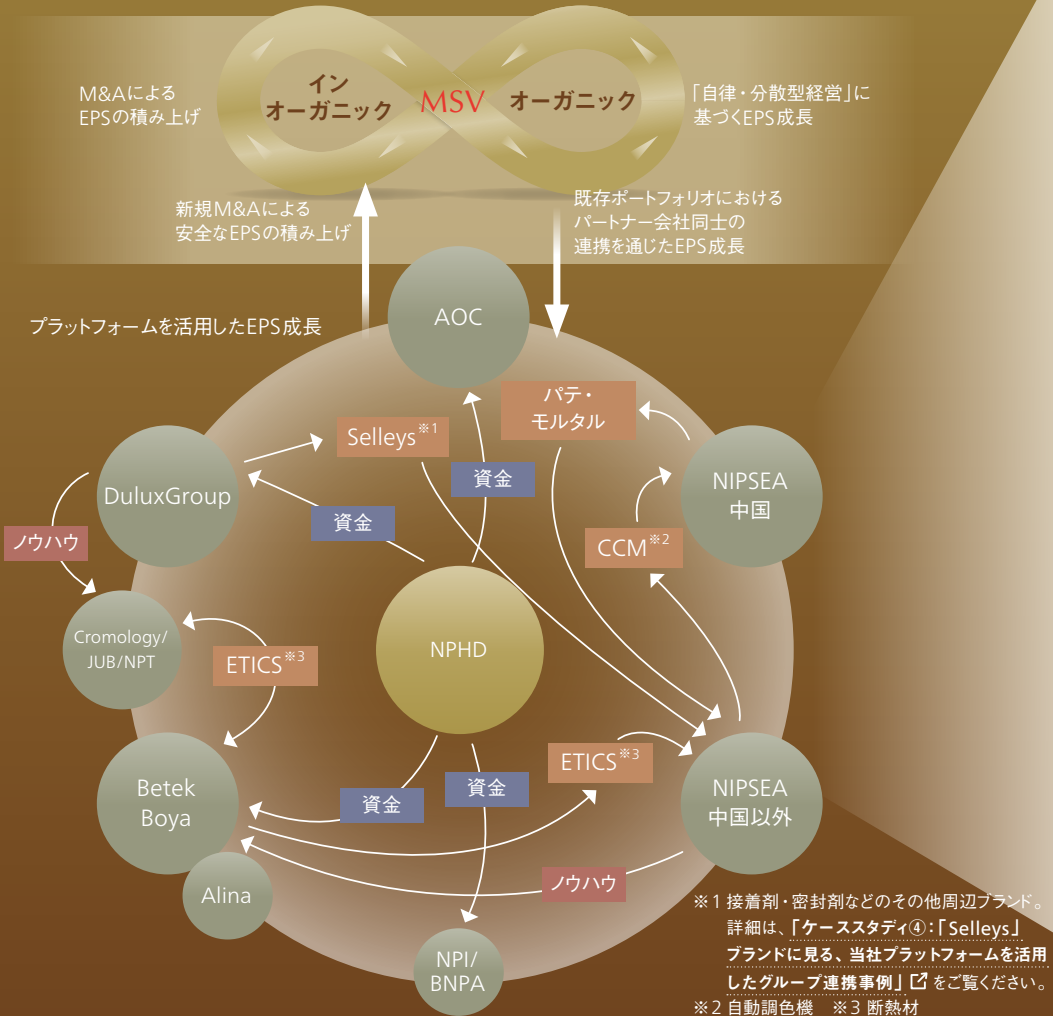 イン
オーガニック
MSV
オーガニック
M&Aによる
EPSの積み上げ
「自律・分散型経営」に
基づくEPS成長
新規M&Aによる
安全なEPSの積み上げ
既存ポートフォリオにおける
パートナー会社同士の
連携を通じたEPS成長
プラットフォームを活用したEPS成長
AOC
パテ・
モルタル
Selleys※1
資金
DuluxGroup
資金
NIPSEA
中国
ノウハウ
CCM※2
Cromology/
JUB/NPT
ETICS※3
NPHD
ETICS※3
Betek
Boya
資金
資金
NIPSEA
中国以外
Alina
ノウハウ
NPI/
BNPA
※1 接着剤・密封剤などのその他周辺ブランド。
詳細は、「ケーススタディ④:「Selleys」
ブランドに見る、当社プラットフォームを活用
したグループ連携事例」をご覧ください。
※2 自動調色機 ※3 断熱材